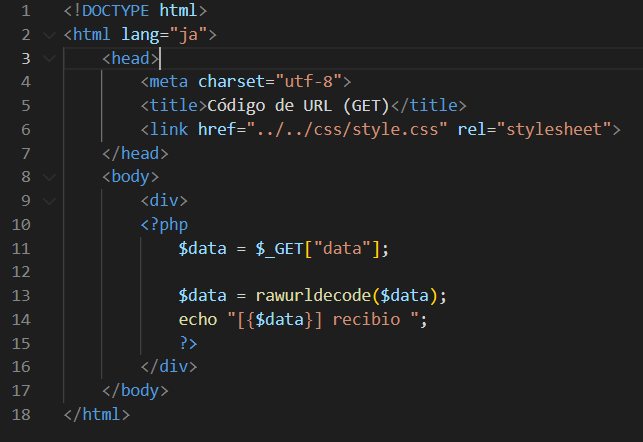 1 <!DOCTYPE html>
2 <html lang="ja">
3 <head>
4 <meta charset="utf-8">
5 <title>Código de URL (GET)</title>
6 <link href="../../css/style.css" rel="stylesheet">
7 </head>
8 <body>
9 <div>
10 <?php
11 $data = $_GET["data"];
12
13 $data = rawurldecode($data);
14 echo "[{$data}] recibio ";
15 ?>
16 </div>
17 </body>
18 </html>